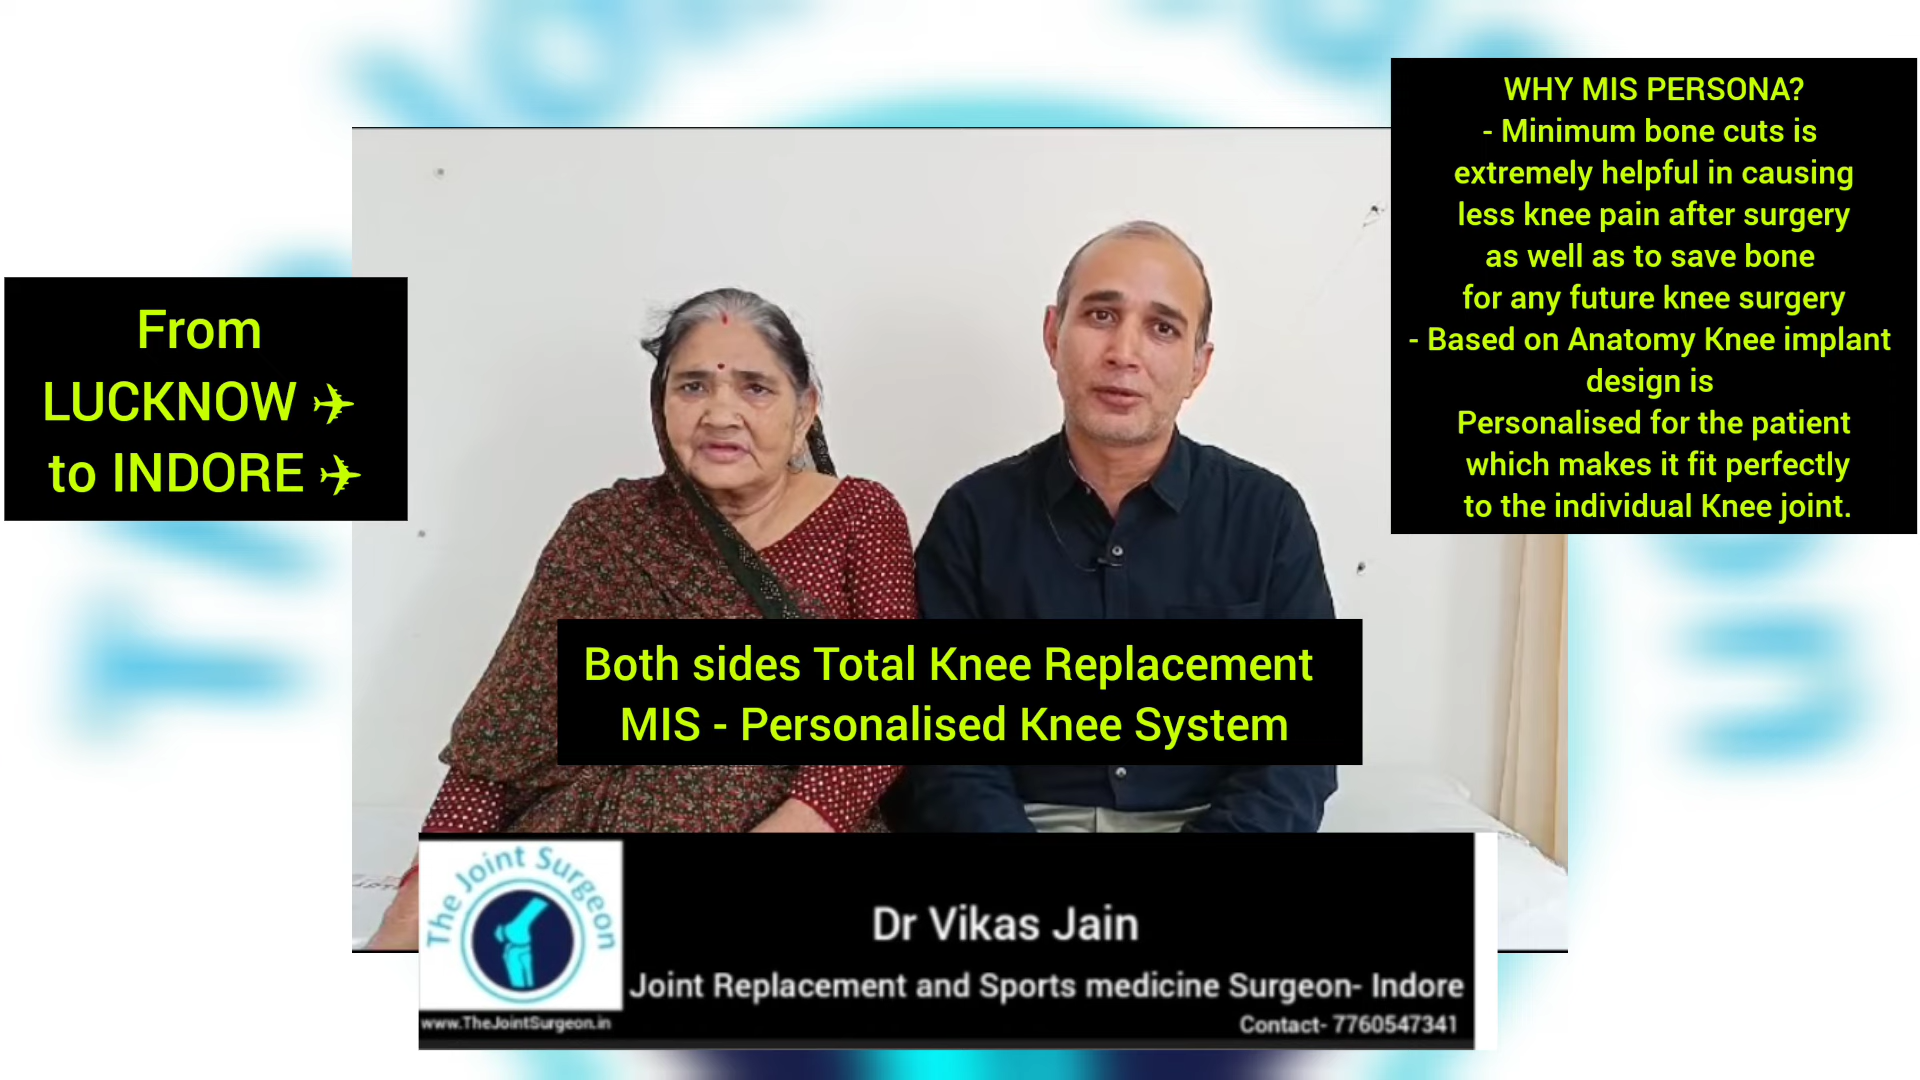 WHY MIS PERSONA?
- Minimum bone cuts is
extremely helpful in causing
less knee pain after surgery
as well as to save bone
for any future knee surgery
- Based on Anatomy Knee implant
design is
Personalised for the patient
which makes it fit perfectly
to the individual Knee joint.
From
LUCKNOW ✈
to INDORE ✈
Both sides Total Knee Replacement
MIS - Personalised Knee System
The Joint Surgeon
www.TheJointSurgeon.in
Dr Vikas Jain
Joint Replacement and Sports medicine Surgeon- Indore
Contact- 7760547341